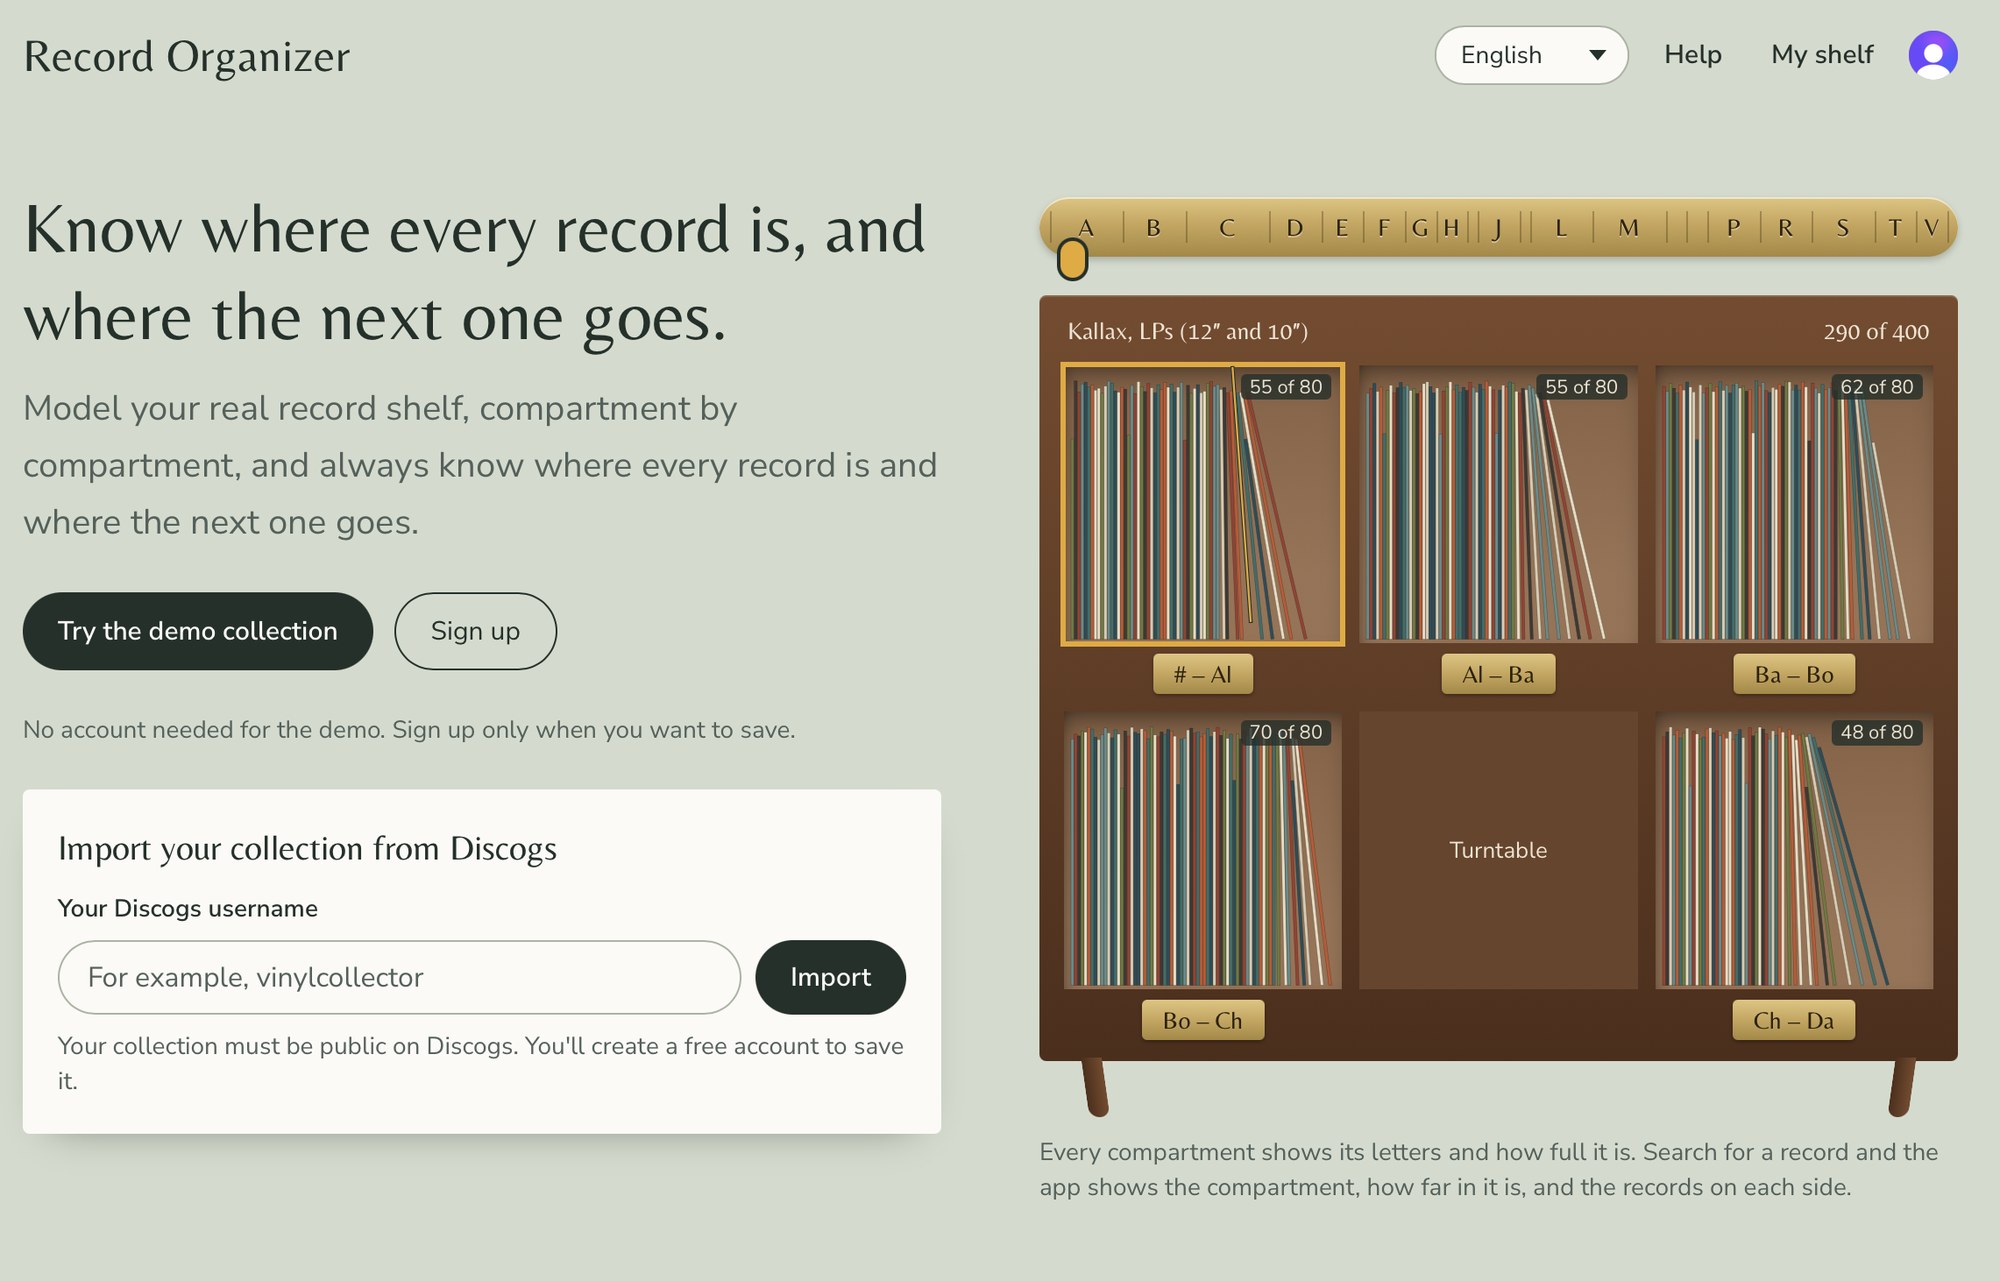 Record Organizer
English
Help
My shelf
Know where every record is, and
where the next one goes.
Model your real record shelf, compartment by
compartment, and always know where every record is and
where the next one goes.
Try the demo collection
Sign up
No account needed for the demo. Sign up only when you want to save.
Import your collection from Discogs
Your Discogs username
For example, vinylcollector
Import
Your collection must be public on Discogs. You'll create a free account to save
it.
A B C D E F G H J L M P R S T V
Kallax, LPs (12″ and 10″)
290 of 400
55 of 80
55 of 80
62 of 80
# – Al
Al – Ba
Ba – Bo
70 of 80
Turntable
48 of 80
Bo – Ch
Ch – Da
Every compartment shows its letters and how full it is. Search for a record and the
app shows the compartment, how far in it is, and the records on each side.